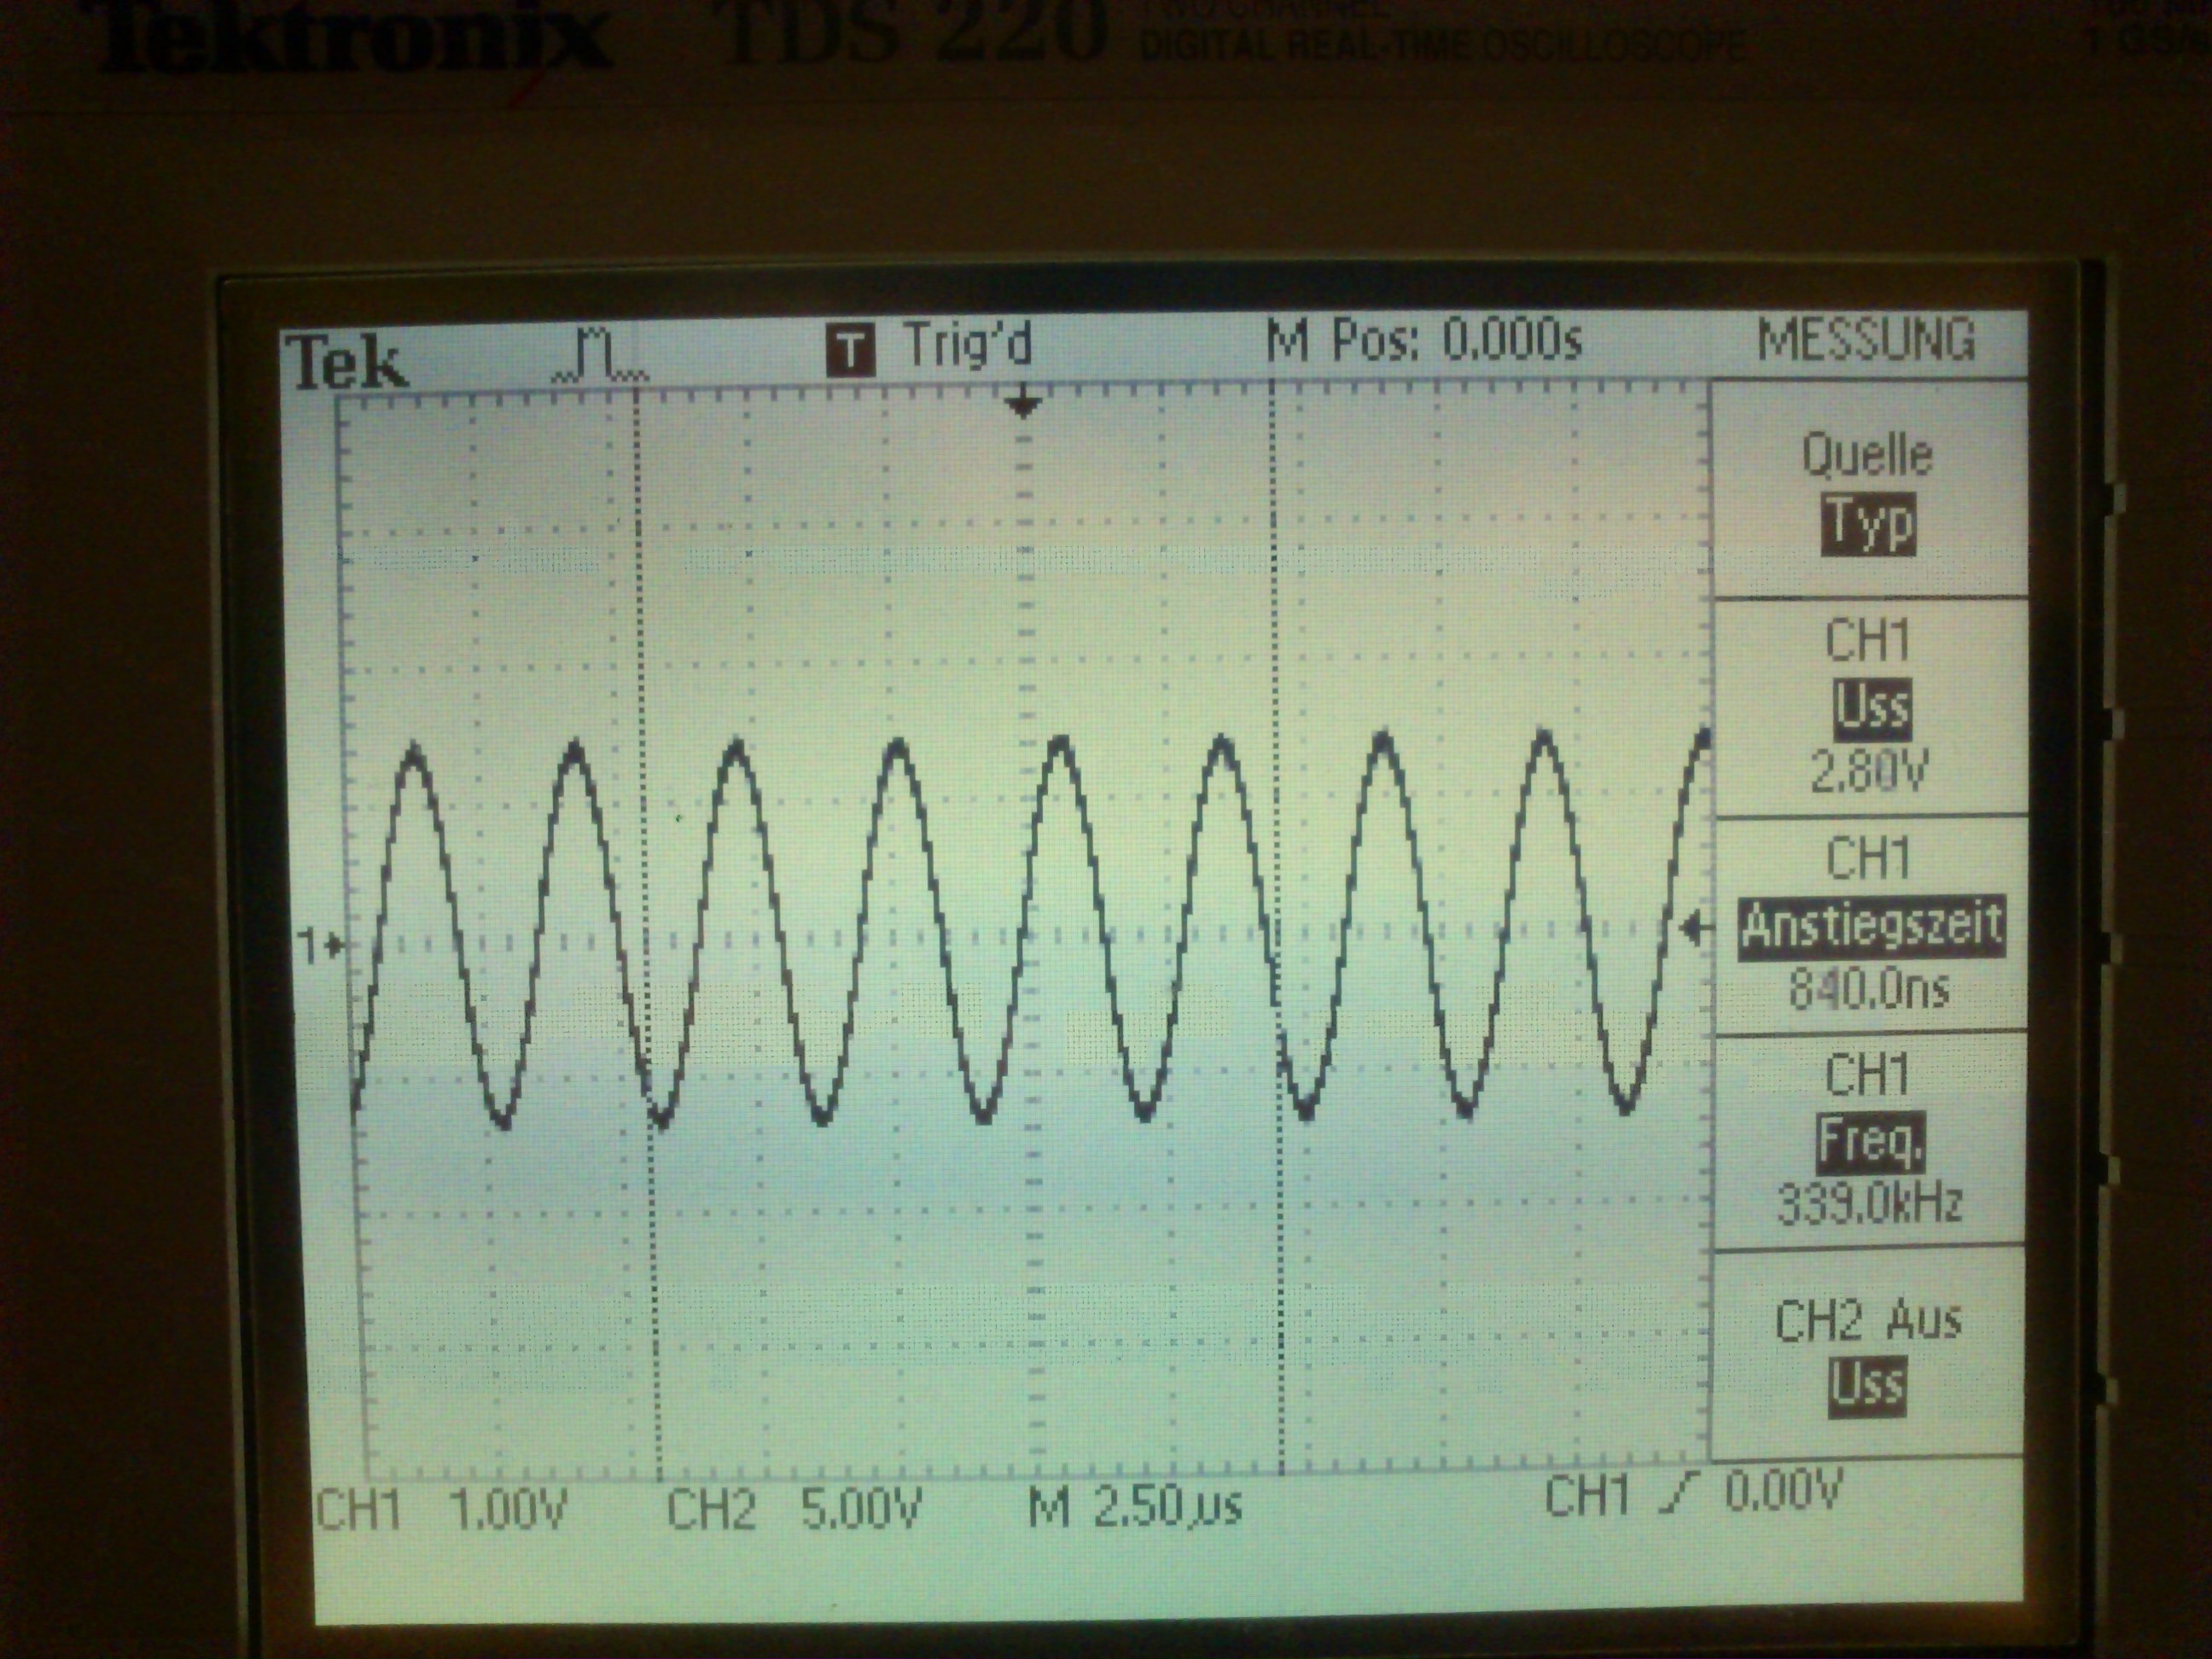 Tektronix TDS 220 TWO CHANNEL
DIGITAL REAL-TIME OSCILLOSCOPE
1 GS/s
Tek T Trig'd M Pos: 0.000s MESSUNG
Quelle
Typ
CH1
Uss
2.80V
CH1
Anstiegszeit
840.0ns
CH1
Freq.
339.0kHz
CH2 Aus
Uss
1
CH1 1.00V CH2 5.00V M 2.50µs CH1 0.00V